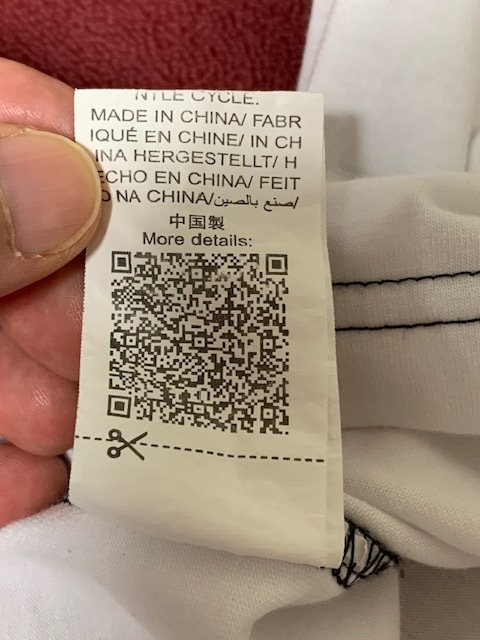 NTLE CYCLE.
MADE IN CHINA/ FABR
IQUÉ EN CHINE/ IN CH
INA HERGESTELLT/ H
ECHO EN CHINA/ FEIT
O NA CHINA/صنع بالصين/
中国製
More details: